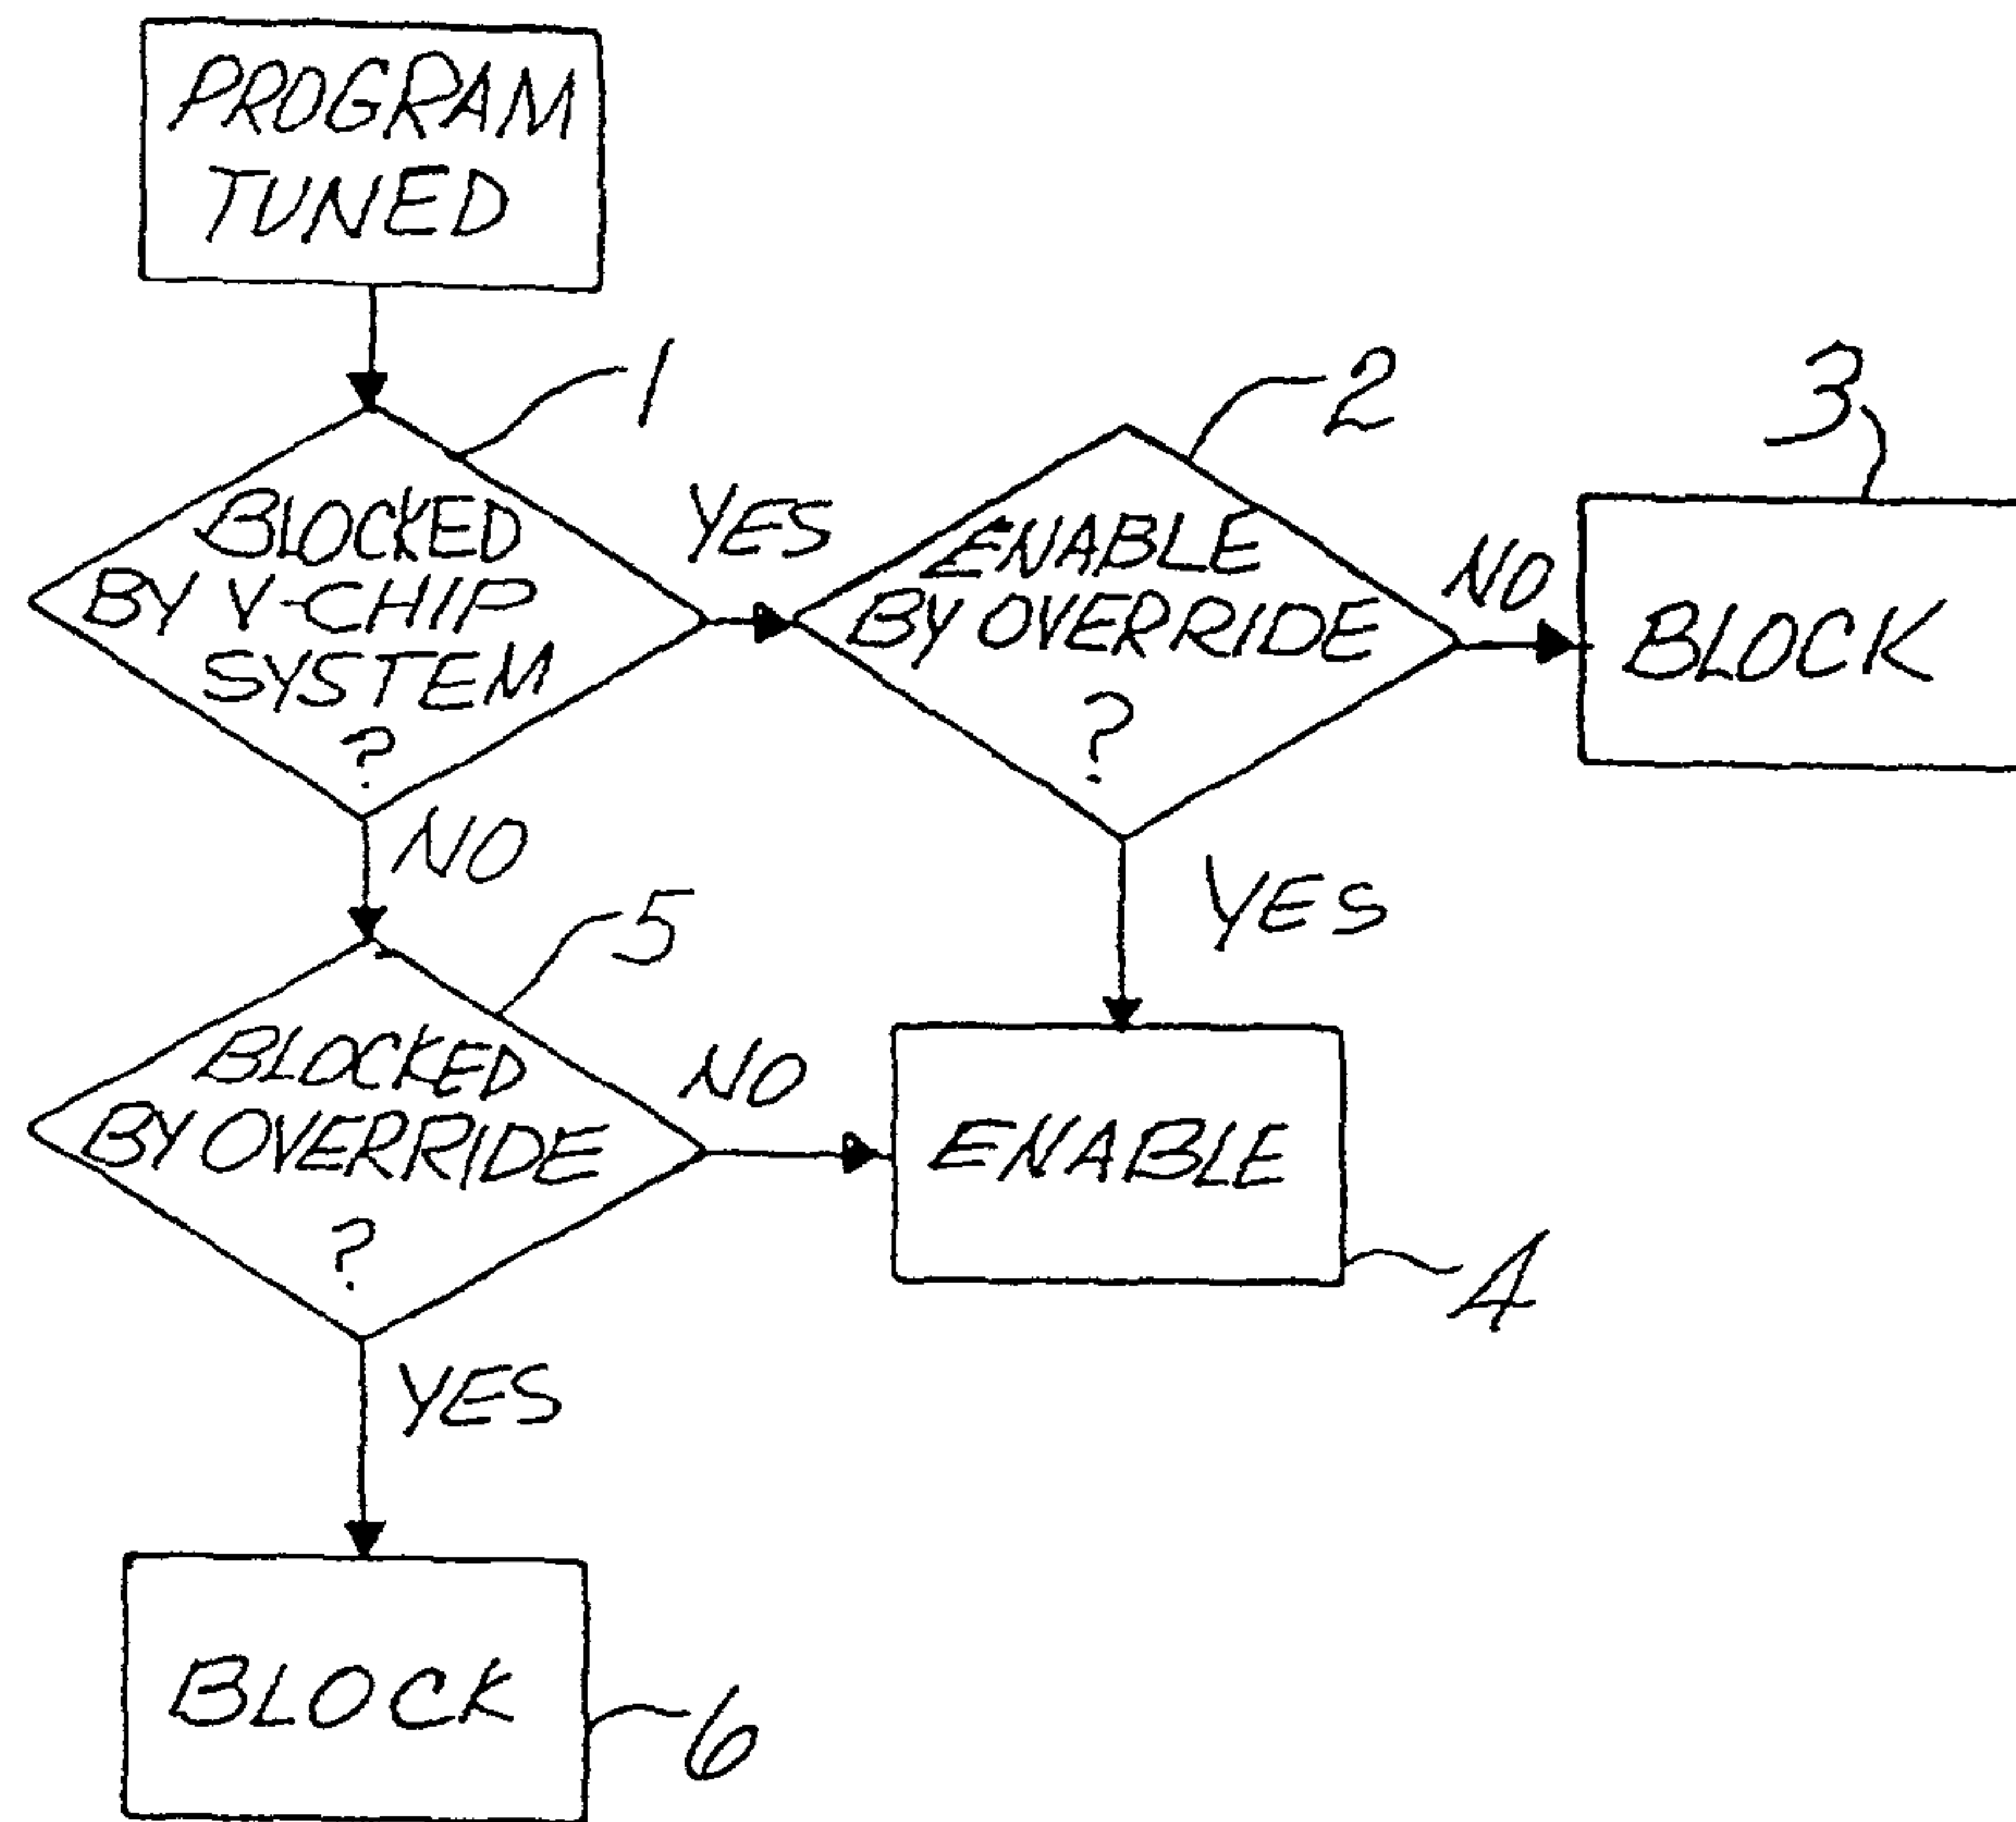 PROGRAM
TUNED
1
BLOCKED
BY V-CHIP
SYSTEM
?
YES
2
ENABLE
BY OVERRIDE
?
NO
3
BLOCK
NO
YES
5
BLOCKED
BY OVERRIDE
?
NO
ENABLE
4
YES
BLOCK
6